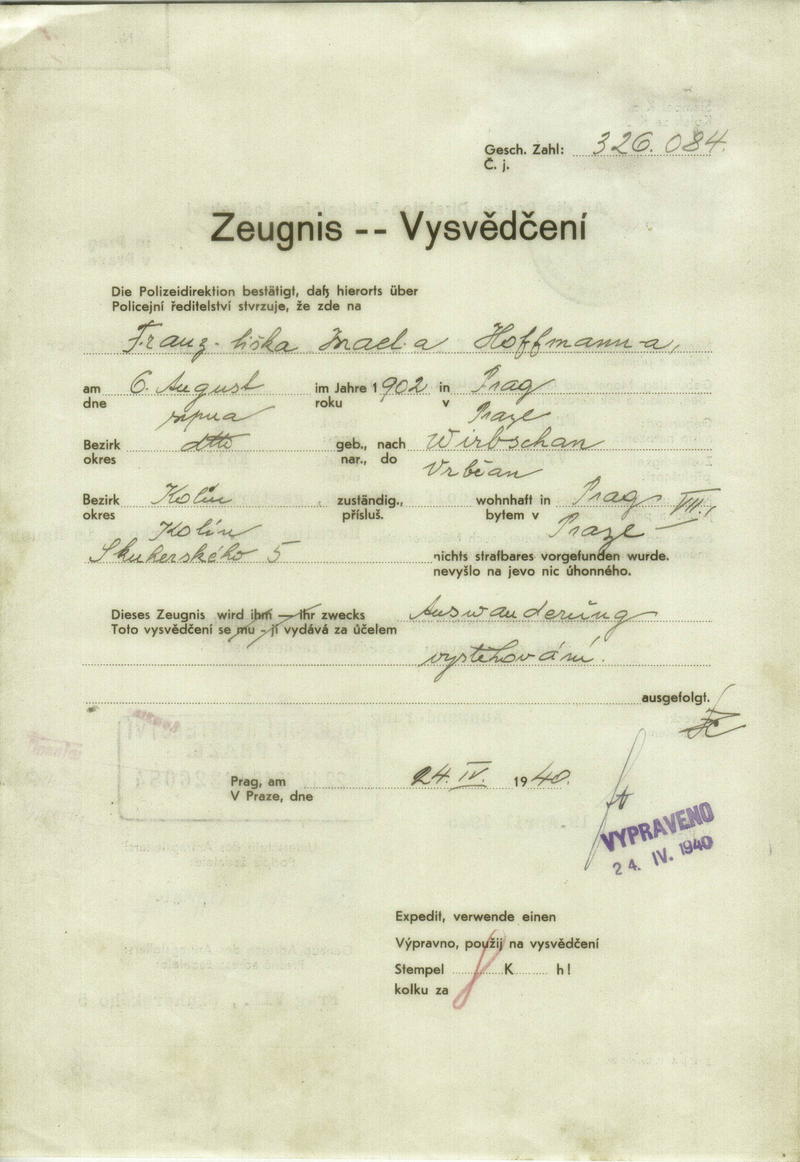 Gesch. Zahl: 326.084.
Č. j.
Zeugnis -- Vysvědčení
Die Polizeidirektion bestätigt, daß hierorts über
Policejní ředitelství stvrzuje, že zde na
Franz-tiška Israel-a Hoffmann-a,
am 6. August im Jahre 1902 in Prag
dne srpna roku v Praze
Bezirk dtto geb., nach Wirbschan
okres nar., do Vrbčan
Bezirk Kolin zuständig., wohnhaft in Prag VII.,
okres Kolín přísluš. bytem v Praze
Skuherského 5 nichts strafbares vorgefunden wurde.
nevyšlo na jevo nic úhonného.
Dieses Zeugnis wird ihm — ihr zwecks Auswanderung
Toto vysvědčení se mu - jí vydává za účelem
vystěhování.
ausgefolgt.
Prag, am 24. IV. 1940.
V Praze, dne
VYPRAVENO
24. IV. 1940
Expedit, verwende einen
Výpravno, použij na vysvědčení
Stempel K h!
kolku za